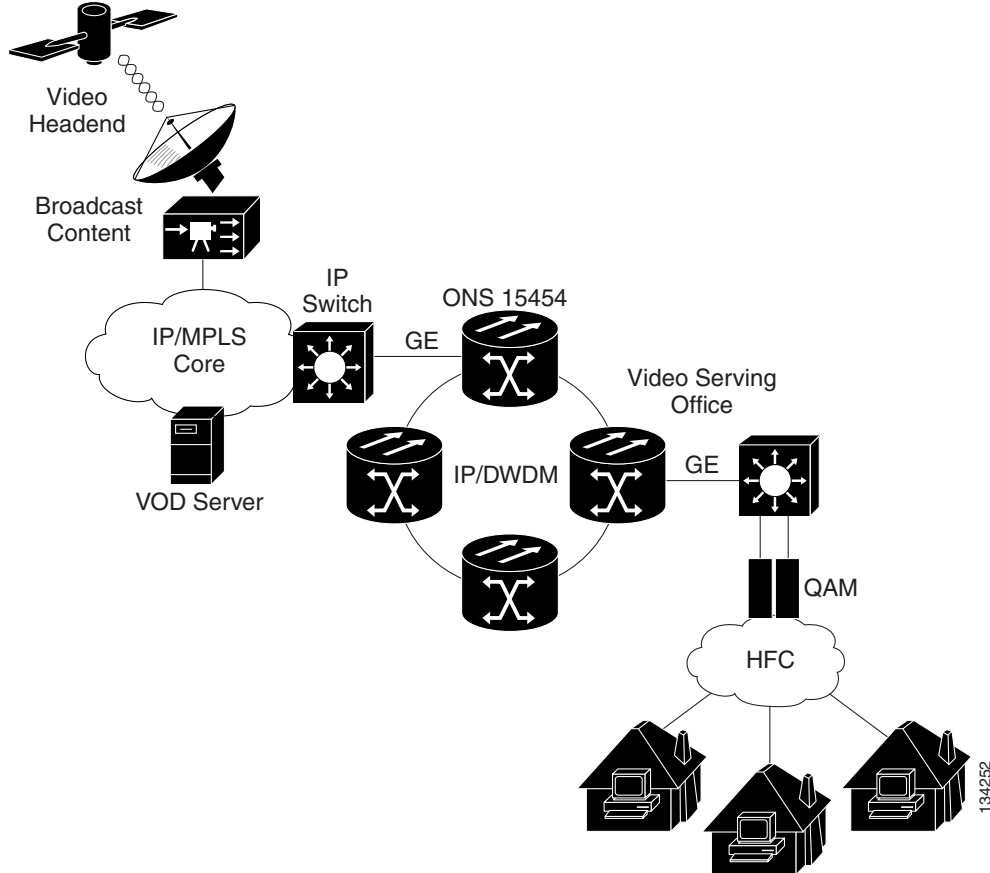 Video
Headend
Broadcast
Content
IP
Switch
ONS 15454
IP/MPLS
Core
GE
Video Serving
Office
IP/DWDM
GE
VOD Server
QAM
HFC
134252